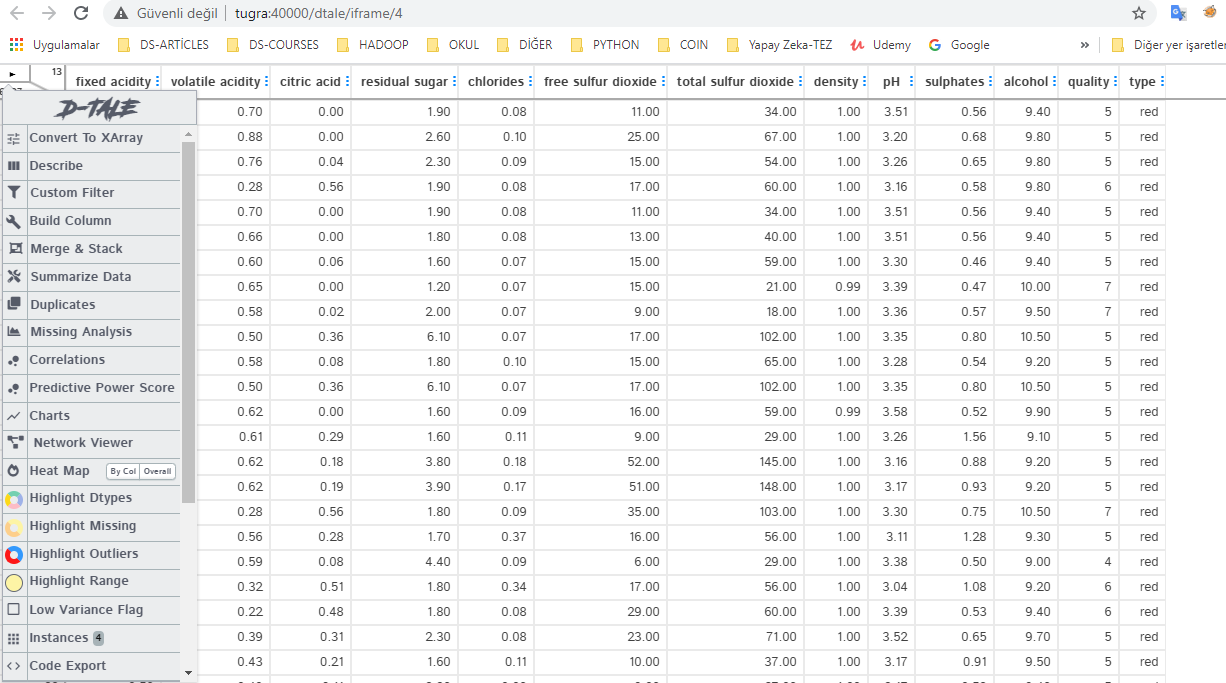 Güvenli değil | tugra:40000/dtale/iframe/4
Uygulamalar DS-ARTİCLES DS-COURSES HADOOP OKUL DİĞER PYTHON COIN Yapay Zeka-TEZ Udemy Google » Diğer yer işaretler
13 fixed acidity volatile acidity citric acid residual sugar chlorides free sulfur dioxide total sulfur dioxide density pH sulphates alcohol quality type
D-TALE
Convert To XArray
Describe
Custom Filter
Build Column
Merge & Stack
Summarize Data
Duplicates
Missing Analysis
Correlations
Predictive Power Score
Charts
Network Viewer
Heat Map By Col Overall
Highlight Dtypes
Highlight Missing
Highlight Outliers
Highlight Range
Low Variance Flag
Instances 4
Code Export
0.70 0.00 1.90 0.08 11.00 34.00 1.00 3.51 0.56 9.40 5 red
0.88 0.00 2.60 0.10 25.00 67.00 1.00 3.20 0.68 9.80 5 red
0.76 0.04 2.30 0.09 15.00 54.00 1.00 3.26 0.65 9.80 5 red
0.28 0.56 1.90 0.08 17.00 60.00 1.00 3.16 0.58 9.80 6 red
0.70 0.00 1.90 0.08 11.00 34.00 1.00 3.51 0.56 9.40 5 red
0.66 0.00 1.80 0.08 13.00 40.00 1.00 3.51 0.56 9.40 5 red
0.60 0.06 1.60 0.07 15.00 59.00 1.00 3.30 0.46 9.40 5 red
0.65 0.00 1.20 0.07 15.00 21.00 0.99 3.39 0.47 10.00 7 red
0.58 0.02 2.00 0.07 9.00 18.00 1.00 3.36 0.57 9.50 7 red
0.50 0.36 6.10 0.07 17.00 102.00 1.00 3.35 0.80 10.50 5 red
0.58 0.08 1.80 0.10 15.00 65.00 1.00 3.28 0.54 9.20 5 red
0.50 0.36 6.10 0.07 17.00 102.00 1.00 3.35 0.80 10.50 5 red
0.62 0.00 1.60 0.09 16.00 59.00 0.99 3.58 0.52 9.90 5 red
0.61 0.29 1.60 0.11 9.00 29.00 1.00 3.26 1.56 9.10 5 red
0.62 0.18 3.80 0.18 52.00 145.00 1.00 3.16 0.88 9.20 5 red
0.62 0.19 3.90 0.17 51.00 148.00 1.00 3.17 0.93 9.20 5 red
0.28 0.56 1.80 0.09 35.00 103.00 1.00 3.30 0.75 10.50 7 red
0.56 0.28 1.70 0.37 16.00 56.00 1.00 3.11 1.28 9.30 5 red
0.59 0.08 4.40 0.09 6.00 29.00 1.00 3.38 0.50 9.00 4 red
0.32 0.51 1.80 0.34 17.00 56.00 1.00 3.04 1.08 9.20 6 red
0.22 0.48 1.80 0.08 29.00 60.00 1.00 3.39 0.53 9.40 6 red
0.39 0.31 2.30 0.08 23.00 71.00 1.00 3.52 0.65 9.70 5 red
0.43 0.21 1.60 0.11 10.00 37.00 1.00 3.17 0.91 9.50 5 red